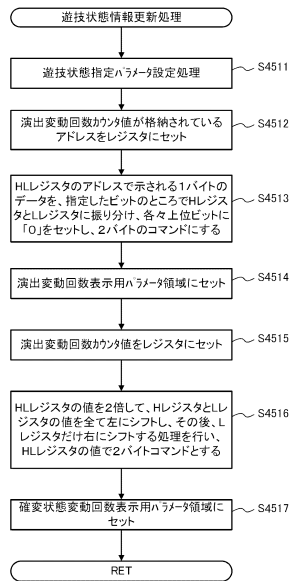 遊技状態情報更新処理
遊技状態指定パラメータ設定処理
S4511
演出変動回数カウンタ値が格納されている
アドレスをレジスタにセット
S4512
HLレジスタのアドレスで示される1バイトの
データを、指定したビットのところでHレジス
タとLレジスタに振り分け、各々上位ビットに
「0」をセットし、2バイトのコマンドにする
S4513
演出変動回数表示用パラメータ領域にセット
S4514
演出変動回数カウンタ値をレジスタにセット
S4515
HLレジスタの値を2倍して、HレジスタとLレ
ジスタの値を全て左にシフトし、その後、L
レジスタだけ右にシフトする処理を行い、
HLレジスタの値で2バイトコマンドとする
S4516
確変状態変動回数表示用パラメータ領域に
セット
S4517
RET